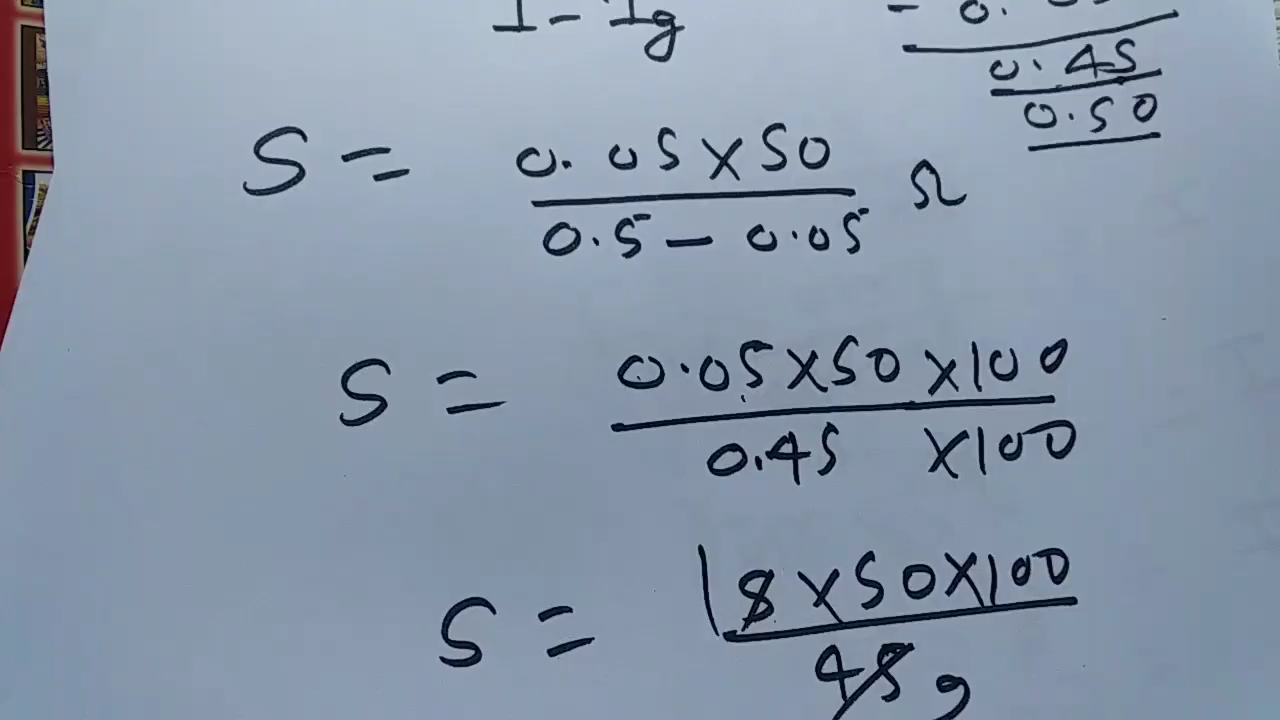 I - Ig
- 0.
0.45
0.50
S = 0.05 × 50
0.5 - 0.05 Ω
S = 0.05 × 50 × 100
0.45 × 100
S = 1 5 × 50 × 100
45 9